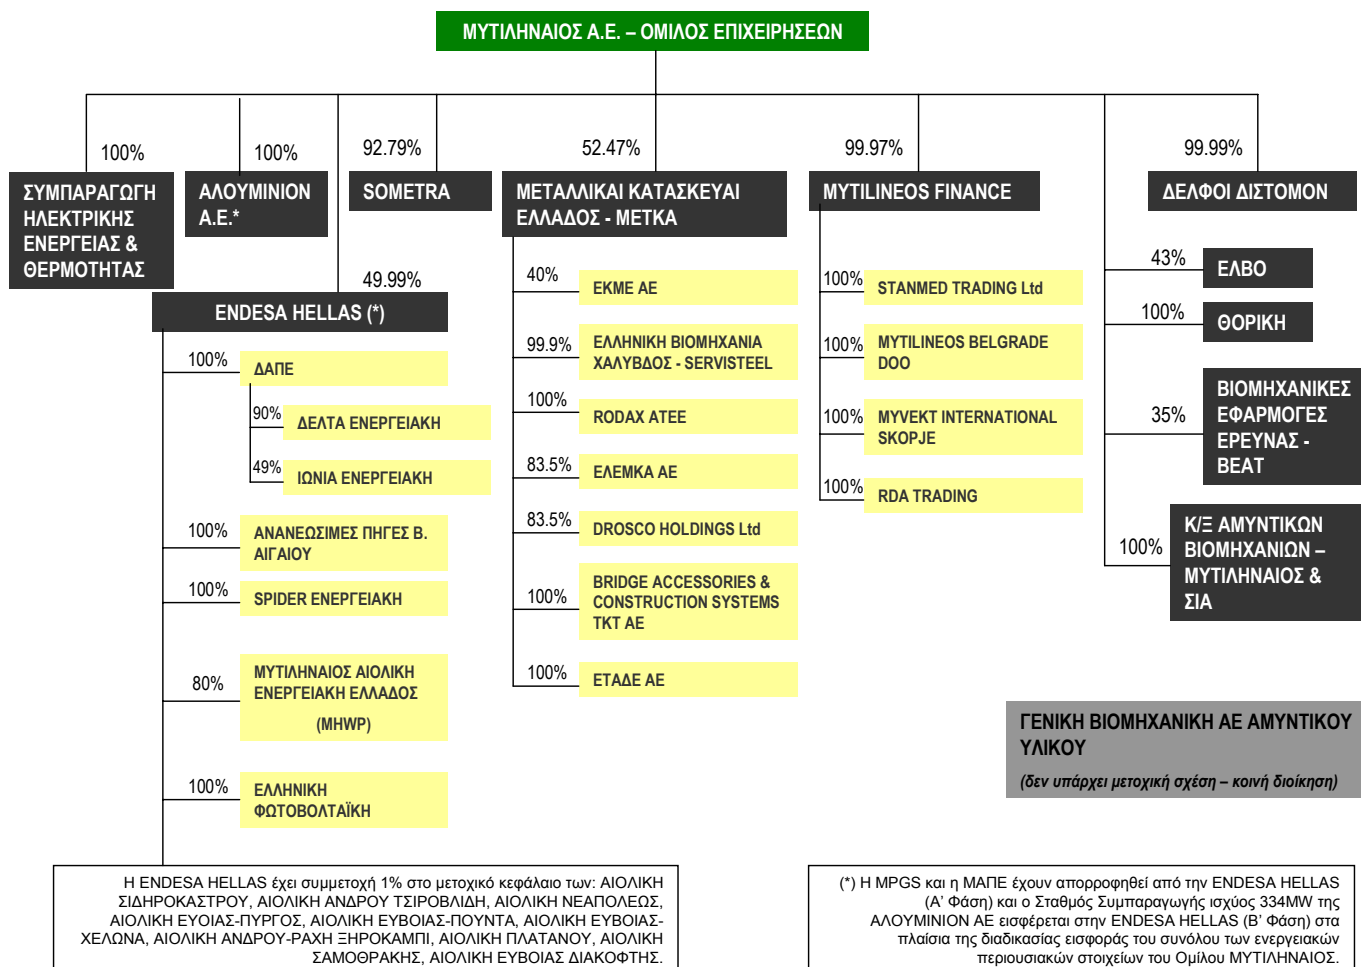 ΜΥΤΙΛΗΝΑΙΟΣ Α.Ε. – ΟΜΙΛΟΣ ΕΠΙΧΕΙΡΗΣΕΩΝ
100%
ΣΥΜΠΑΡΑΓΩΓΗ
ΗΛΕΚΤΡΙΚΗΣ
ΕΝΕΡΓΕΙΑΣ &
ΘΕΡΜΟΤΗΤΑΣ
100%
ΑΛΟΥΜΙΝΙΟΝ
Α.Ε.*
92.79%
SOMETRA
49.99%
ENDESA HELLAS (*)
100%
ΔΑΠΕ
90%
ΔΕΛΤΑ ΕΝΕΡΓΕΙΑΚΗ
49%
ΙΩΝΙΑ ΕΝΕΡΓΕΙΑΚΗ
100%
ΑΝΑΝΕΩΣΙΜΕΣ ΠΗΓΕΣ Β.
ΑΙΓΑΙΟΥ
100%
SPIDER ΕΝΕΡΓΕΙΑΚΗ
80%
ΜΥΤΙΛΗΝΑΙΟΣ ΑΙΟΛΙΚΗ
ΕΝΕΡΓΕΙΑΚΗ ΕΛΛΑΔΟΣ
(MHWP)
100%
ΕΛΛΗΝΙΚΗ
ΦΩΤΟΒΟΛΤΑΪΚΗ
52.47%
ΜΕΤΑΛΛΙΚΑΙ ΚΑΤΑΣΚΕΥΑΙ
ΕΛΛΑΔΟΣ - ΜΕΤΚΑ
40%
ΕΚΜΕ ΑΕ
99.9%
ΕΛΛΗΝΙΚΗ ΒΙΟΜΗΧΑΝΙΑ
ΧΑΛΥΒΔΟΣ - SERVISTEEL
100%
RODAX ATEE
83.5%
ΕΛΕΜΚΑ ΑΕ
83.5%
DROSCO HOLDINGS Ltd
100%
BRIDGE ACCESSORIES &
CONSTRUCTION SYSTEMS
TKT AE
100%
ΕΤΑΔΕ ΑΕ
99.97%
MYTILINEOS FINANCE
100%
STANMED TRADING Ltd
100%
MYTILINEOS BELGRADE
DOO
100%
MYVEKT INTERNATIONAL
SKOPJE
100%
RDA TRADING
99.99%
ΔΕΛΦΟΙ ΔΙΣΤΟΜΟΝ
43%
ΕΛΒΟ
100%
ΘΟΡΙΚΗ
35%
ΒΙΟΜΗΧΑΝΙΚΕΣ
ΕΦΑΡΜΟΓΕΣ
ΕΡΕΥΝΑΣ -
ΒΕΑΤ
100%
Κ/Ξ ΑΜΥΝΤΙΚΩΝ
ΒΙΟΜΗΧΑΝΙΩΝ –
ΜΥΤΙΛΗΝΑΙΟΣ &
ΣΙΑ
ΓΕΝΙΚΗ ΒΙΟΜΗΧΑΝΙΚΗ ΑΕ ΑΜΥΝΤΙΚΟΥ
ΥΛΙΚΟΥ
(δεν υπάρχει μετοχική σχέση – κοινή διοίκηση)
Η ENDESA HELLAS έχει συμμετοχή 1% στο μετοχικό κεφάλαιο των: ΑΙΟΛΙΚΗ
ΣΙΔΗΡΟΚΑΣΤΡΟΥ, ΑΙΟΛΙΚΗ ΑΝΔΡΟΥ ΤΣΙΡΟΒΛΙΔΗ, ΑΙΟΛΙΚΗ ΝΕΑΠΟΛΕΩΣ,
ΑΙΟΛΙΚΗ ΕΥΟΙΑΣ-ΠΥΡΓΟΣ, ΑΙΟΛΙΚΗ ΕΥΒΟΙΑΣ-ΠΟΥΝΤΑ, ΑΙΟΛΙΚΗ ΕΥΒΟΙΑΣ-
ΧΕΛΩΝΑ, ΑΙΟΛΙΚΗ ΑΝΔΡΟΥ-ΡΑΧΗ ΞΗΡΟΚΑΜΠΙ, ΑΙΟΛΙΚΗ ΠΛΑΤΑΝΟΥ, ΑΙΟΛΙΚΗ
ΣΑΜΟΘΡΑΚΗΣ, ΑΙΟΛΙΚΗ ΕΥΒΟΙΑΣ ΔΙΑΚΟΦΤΗΣ.
(*) Η MPGS και η ΜΑΠΕ έχουν απορροφηθεί από την ENDESA HELLAS
(Α' Φάση) και ο Σταθμός Συμπαραγωγής ισχύος 334MW της
ΑΛΟΥΜΙΝΙΟΝ ΑΕ εισφέρεται στην ENDESA HELLAS (Β' Φάση) στα
πλαίσια της διαδικασίας εισφοράς του συνόλου των ενεργειακών
περιουσιακών στοιχείων του Ομίλου ΜΥΤΙΛΗΝΑΙΟΣ.